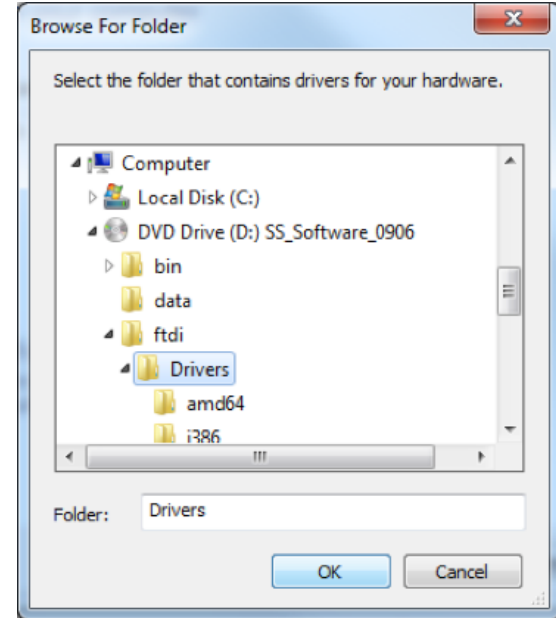 Browse For Folder
Select the folder that contains drivers for your hardware.
Computer
Local Disk (C:)
DVD Drive (D:) SS_Software_0906
bin
data
ftdi
Drivers
amd64
i386
Folder: Drivers
OK Cancel